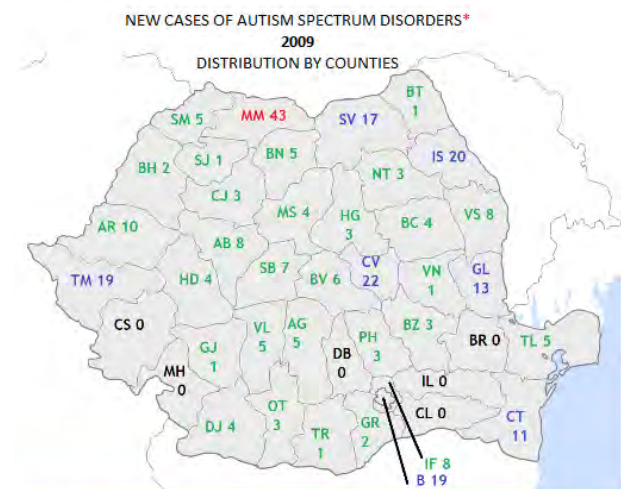 NEW CASES OF AUTISM SPECTRUM DISORDERS*
2009
DISTRIBUTION BY COUNTIES
BT
1
SM 5
MM 43
SV 17
IS 20
SJ 1
BN 5
BH 2
NT 3
CJ 3
MS 4
HG
3
BC 4
VS 8
AR 10
AB 8
CV
22
TM 19
HD 4
SB 7
BV 6
VN
1
GL
13
CS 0
GJ
1
VL
5
AG
5
DB
0
PH
3
BZ 3
BR 0
TL 5
MH
0
IL 0
CL 0
DJ 4
OT
3
TR
1
GR
2
CT
11
IF 8
B 19